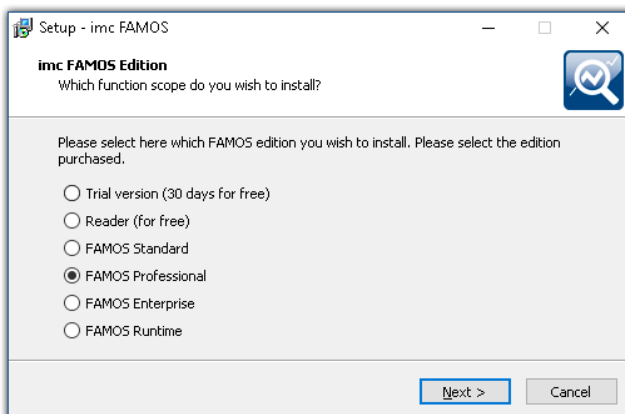 Setup - imc FAMOS
imc FAMOS Edition
Which function scope do you wish to install?
Please select here which FAMOS edition you wish to install. Please select the edition
purchased.
Trial version (30 days for free)
Reader (for free)
FAMOS Standard
FAMOS Professional
FAMOS Enterprise
FAMOS Runtime
Next >
Cancel